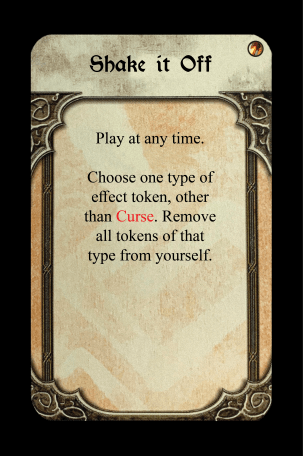 Shake it Off
Play at any time.
Choose one type of
effect token, other
than Curse. Remove
all tokens of that
type from yourself.